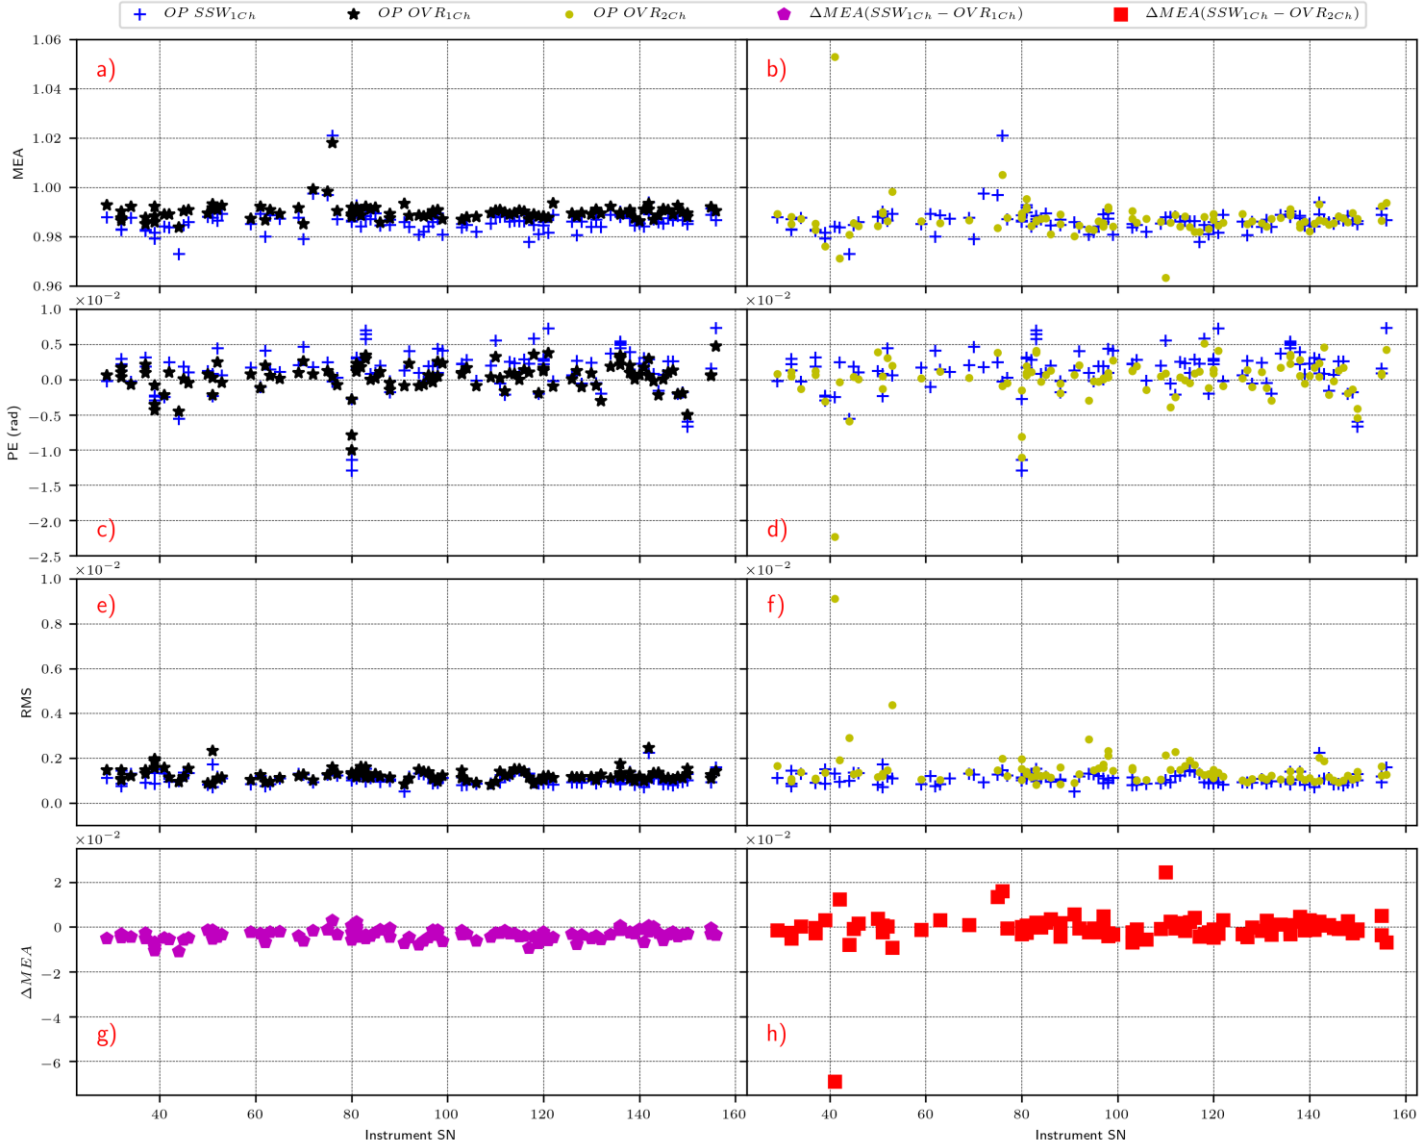 OP SSW1Ch OP OVR1Ch OP OVR2Ch ΔMEA(SSW1Ch − OVR1Ch) ΔMEA(SSW1Ch − OVR2Ch)
1.06
1.04
1.02
1.00
0.98
0.96
MEA
a)
b)
×10⁻² ×10⁻²
1.0
0.5
0.0
−0.5
−1.0
−1.5
−2.0
−2.5
PE (rad)
c)
d)
×10⁻² ×10⁻²
1.0
0.8
0.6
0.4
0.2
0.0
RMS
e)
f)
×10⁻² ×10⁻²
2
0
−2
−4
−6
ΔMEA
g)
h)
40 60 80 100 120 140 160 40 60 80 100 120 140 160
Instrument SN Instrument SN